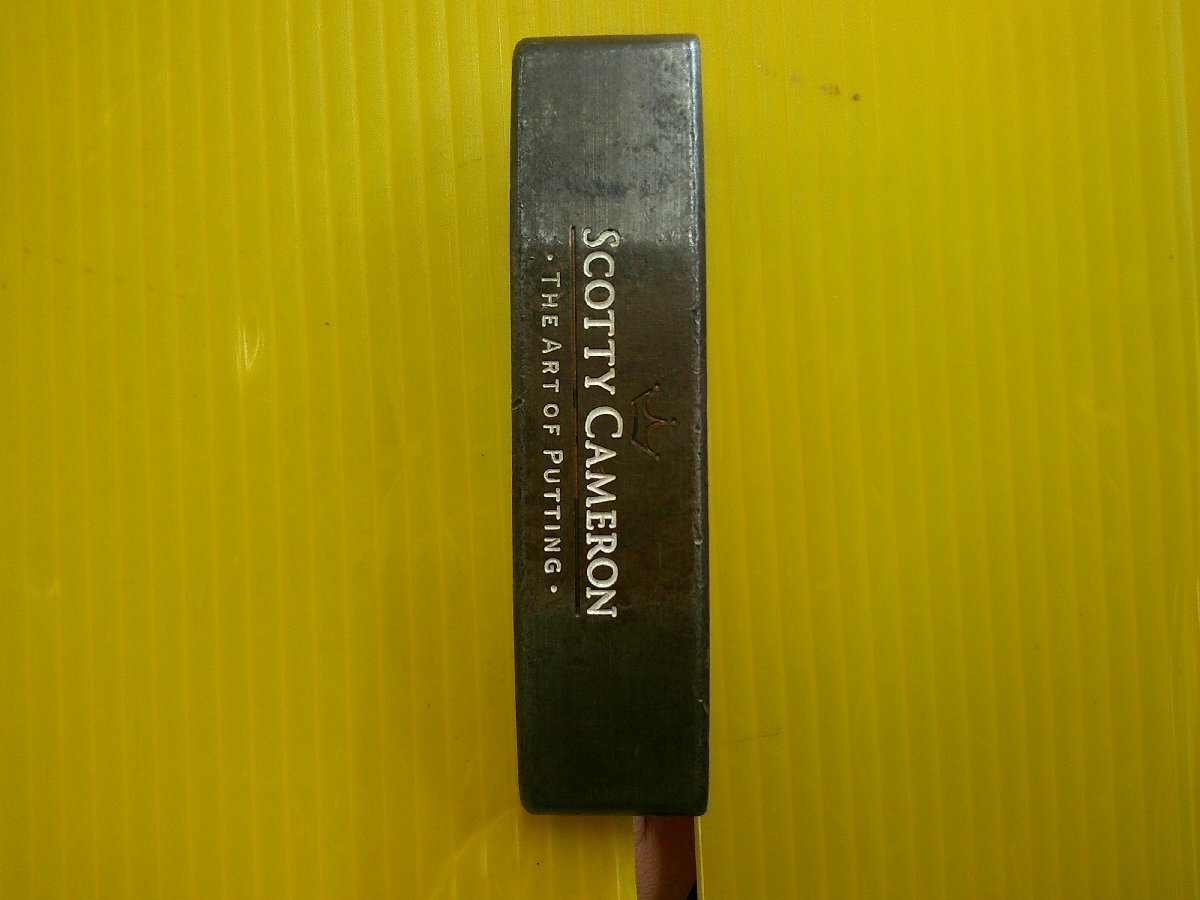 SCOTTY CAMERON
· THE ART OF PUTTING ·